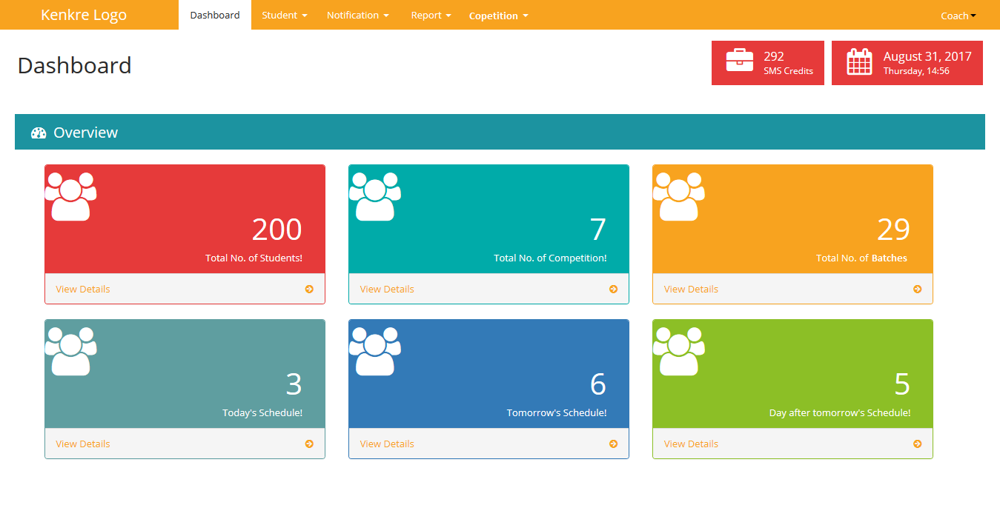 Kenkre Logo Dashboard Student Notification Report Copetition Coach
Dashboard
292
SMS Credits
August 31, 2017
Thursday, 14:56
Overview
200
Total No. of Students!
View Details
7
Total No. of Competition!
View Details
29
Total No. of Batches
View Details
3
Today's Schedule!
View Details
6
Tomorrow's Schedule!
View Details
5
Day after tomorrow's Schedule!
View Details